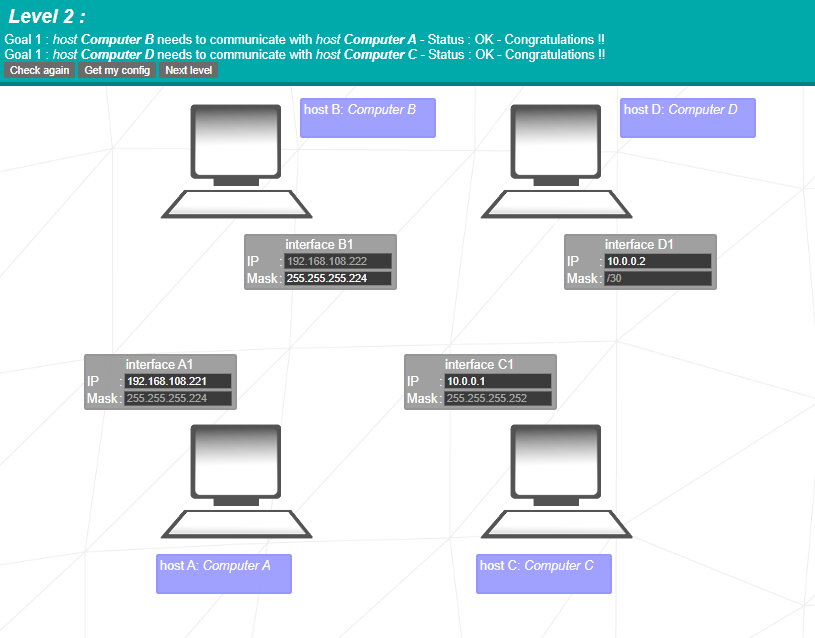 Level 2 :
Goal 1 : host Computer B needs to communicate with host Computer A - Status : OK - Congratulations !!
Goal 1 : host Computer D needs to communicate with host Computer C - Status : OK - Congratulations !!
Check again Get my config Next level
host B: Computer B
host D: Computer D
interface B1
IP : 192.168.108.222
Mask: 255.255.255.224
interface D1
IP : 10.0.0.2
Mask: /30
interface A1
IP : 192.168.108.221
Mask: 255.255.255.224
interface C1
IP : 10.0.0.1
Mask: 255.255.255.252
host A: Computer A
host C: Computer C